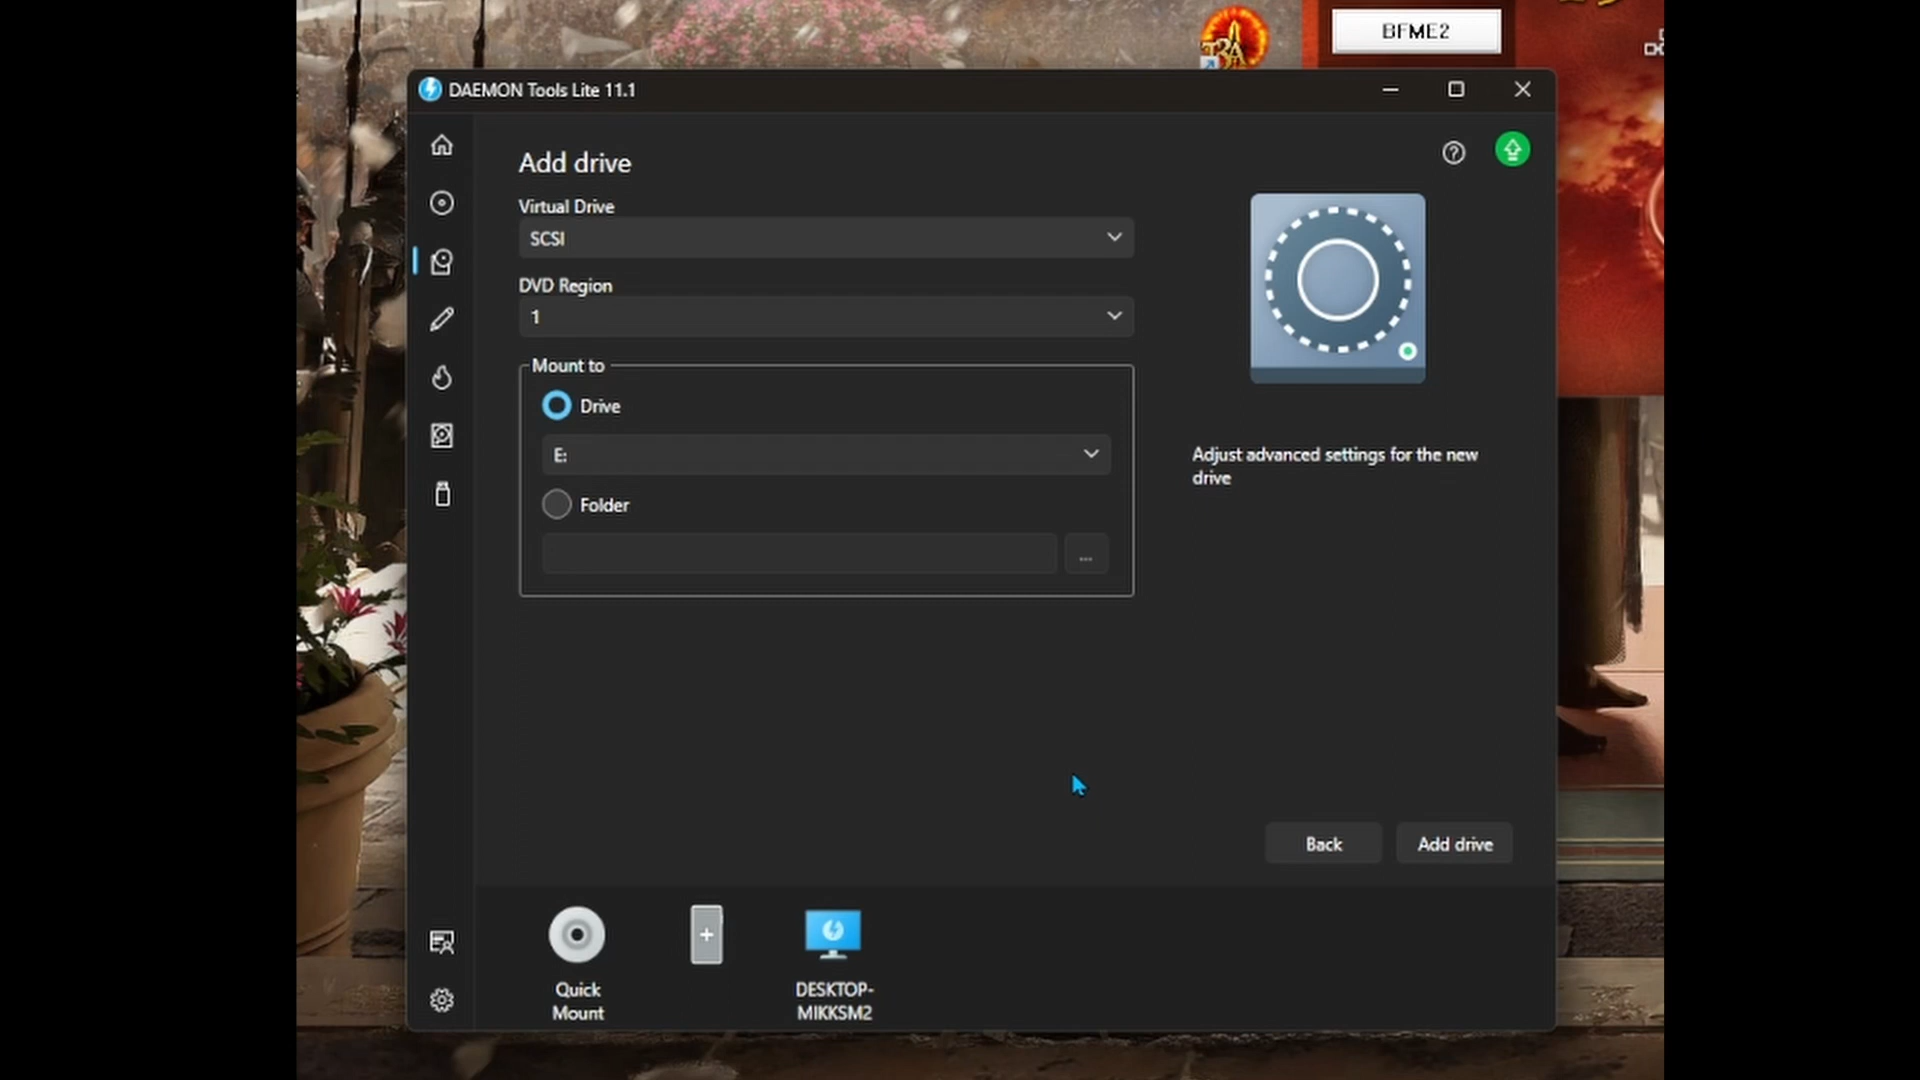 BFME2
DAEMON Tools Lite 11.1
Add drive
Virtual Drive
SCSI
DVD Region
1
Mount to
Drive
E:
Folder
...
Adjust advanced settings for the new
drive
Back
Add drive
Quick
Mount
DESKTOP-
MIKKSM2